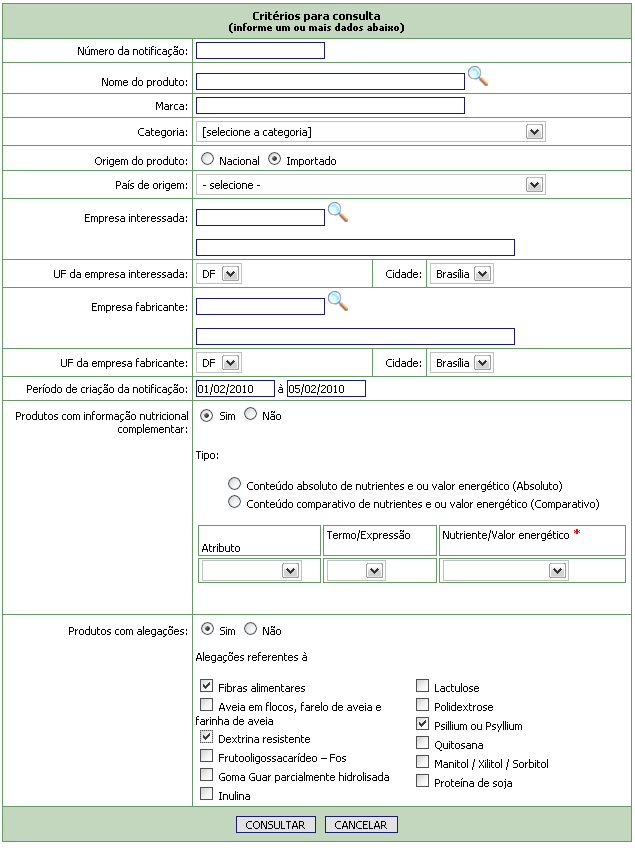 Critérios para consulta
(informe um ou mais dados abaixo)
Número da notificação:
Nome do produto:
Marca:
Categoria: [selecione a categoria]
Origem do produto: Nacional Importado
País de origem: - selecione -
Empresa interessada:
UF da empresa interessada: DF Cidade: Brasília
Empresa fabricante:
UF da empresa fabricante: DF Cidade: Brasília
Período de criação da notificação: 01/02/2010 à 05/02/2010
Produtos com informação nutricional Sim Não
complementar:
Tipo:
Conteúdo absoluto de nutrientes e ou valor energético (Absoluto)
Conteúdo comparativo de nutrientes e ou valor energético (Comparativo)
Atributo Termo/Expressão Nutriente/Valor energético *
Produtos com alegações: Sim Não
Alegações referentes à
Fibras alimentares
Aveia em flocos, farelo de aveia e
farinha de aveia
Dextrina resistente
Frutooligossacarídeo – Fos
Goma Guar parcialmente hidrolisada
Inulina
Lactulose
Polidextrose
Psillium ou Psyllium
Quitosana
Manitol / Xilitol / Sorbitol
Proteína de soja
CONSULTAR CANCELAR